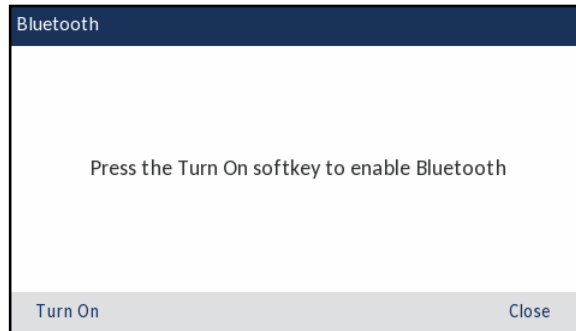 Bluetooth
Press the Turn On softkey to enable Bluetooth
Turn On
Close